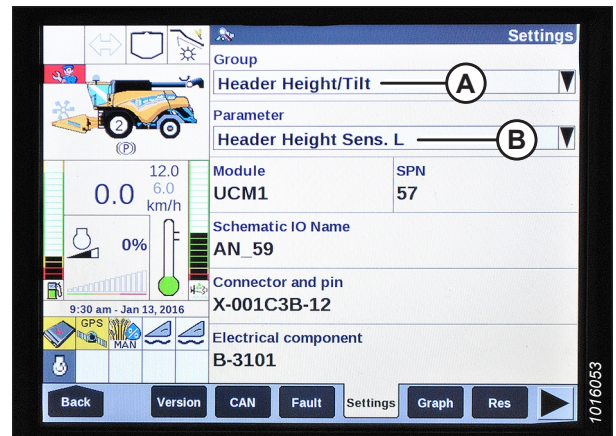 Settings
Group
Header Height/Tilt
A
Parameter
Header Height Sens. L
B
2
(P)
12.0
0.0 6.0
km/h
Module SPN
UCM1 57
Schematic IO Name
AN_59
0%
Connector and pin
X-001C3B-12
9:30 am - Jan 13, 2016
GPS
MAN
Electrical component
B-3101
Back Version CAN Fault Settings Graph Res
1016053